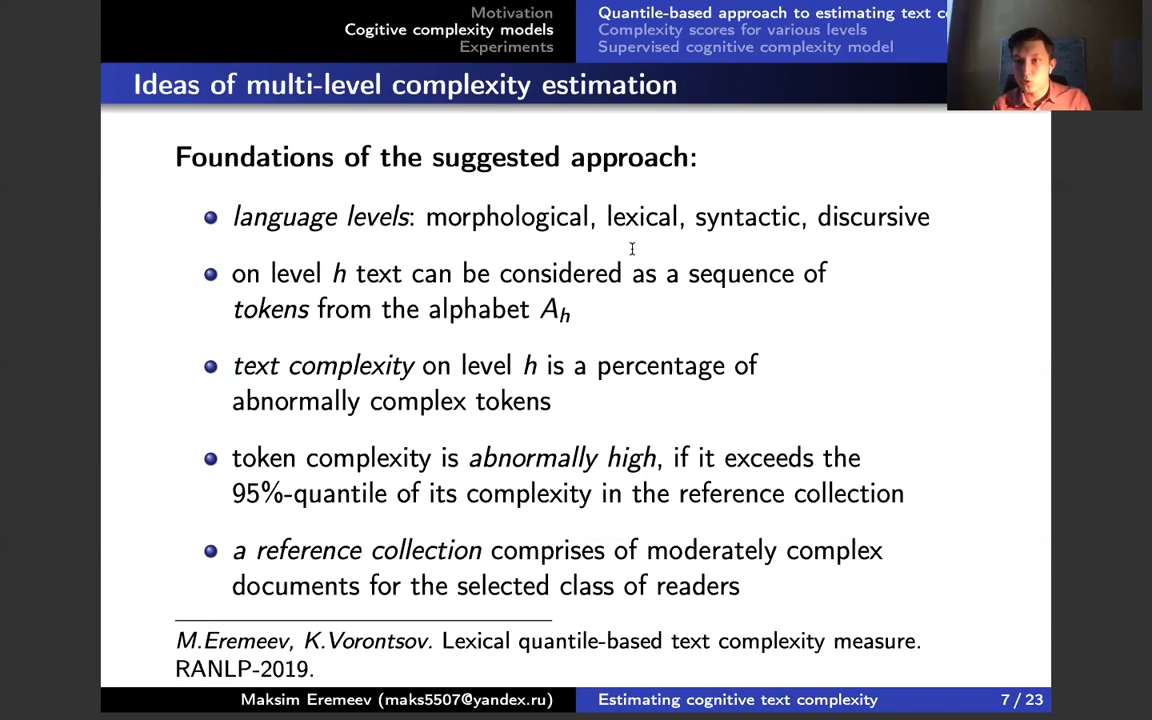 Motivation
Cogitive complexity models
Experiments
Quantile-based approach to estimating text
Complexity scores for various levels
Supervised cognitive complexity model
Ideas of multi-level complexity estimation
Foundations of the suggested approach:
language levels: morphological, lexical, syntactic, discursive
on level h text can be considered as a sequence of
tokens from the alphabet Ah
text complexity on level h is a percentage of
abnormally complex tokens
token complexity is abnormally high, if it exceeds the
95%-quantile of its complexity in the reference collection
a reference collection comprises of moderately complex
documents for the selected class of readers
M.Eremeev, K.Vorontsov. Lexical quantile-based text complexity measure.
RANLP-2019.
Maksim Eremeev (maks5507@yandex.ru)
Estimating cognitive text complexity
7 / 23